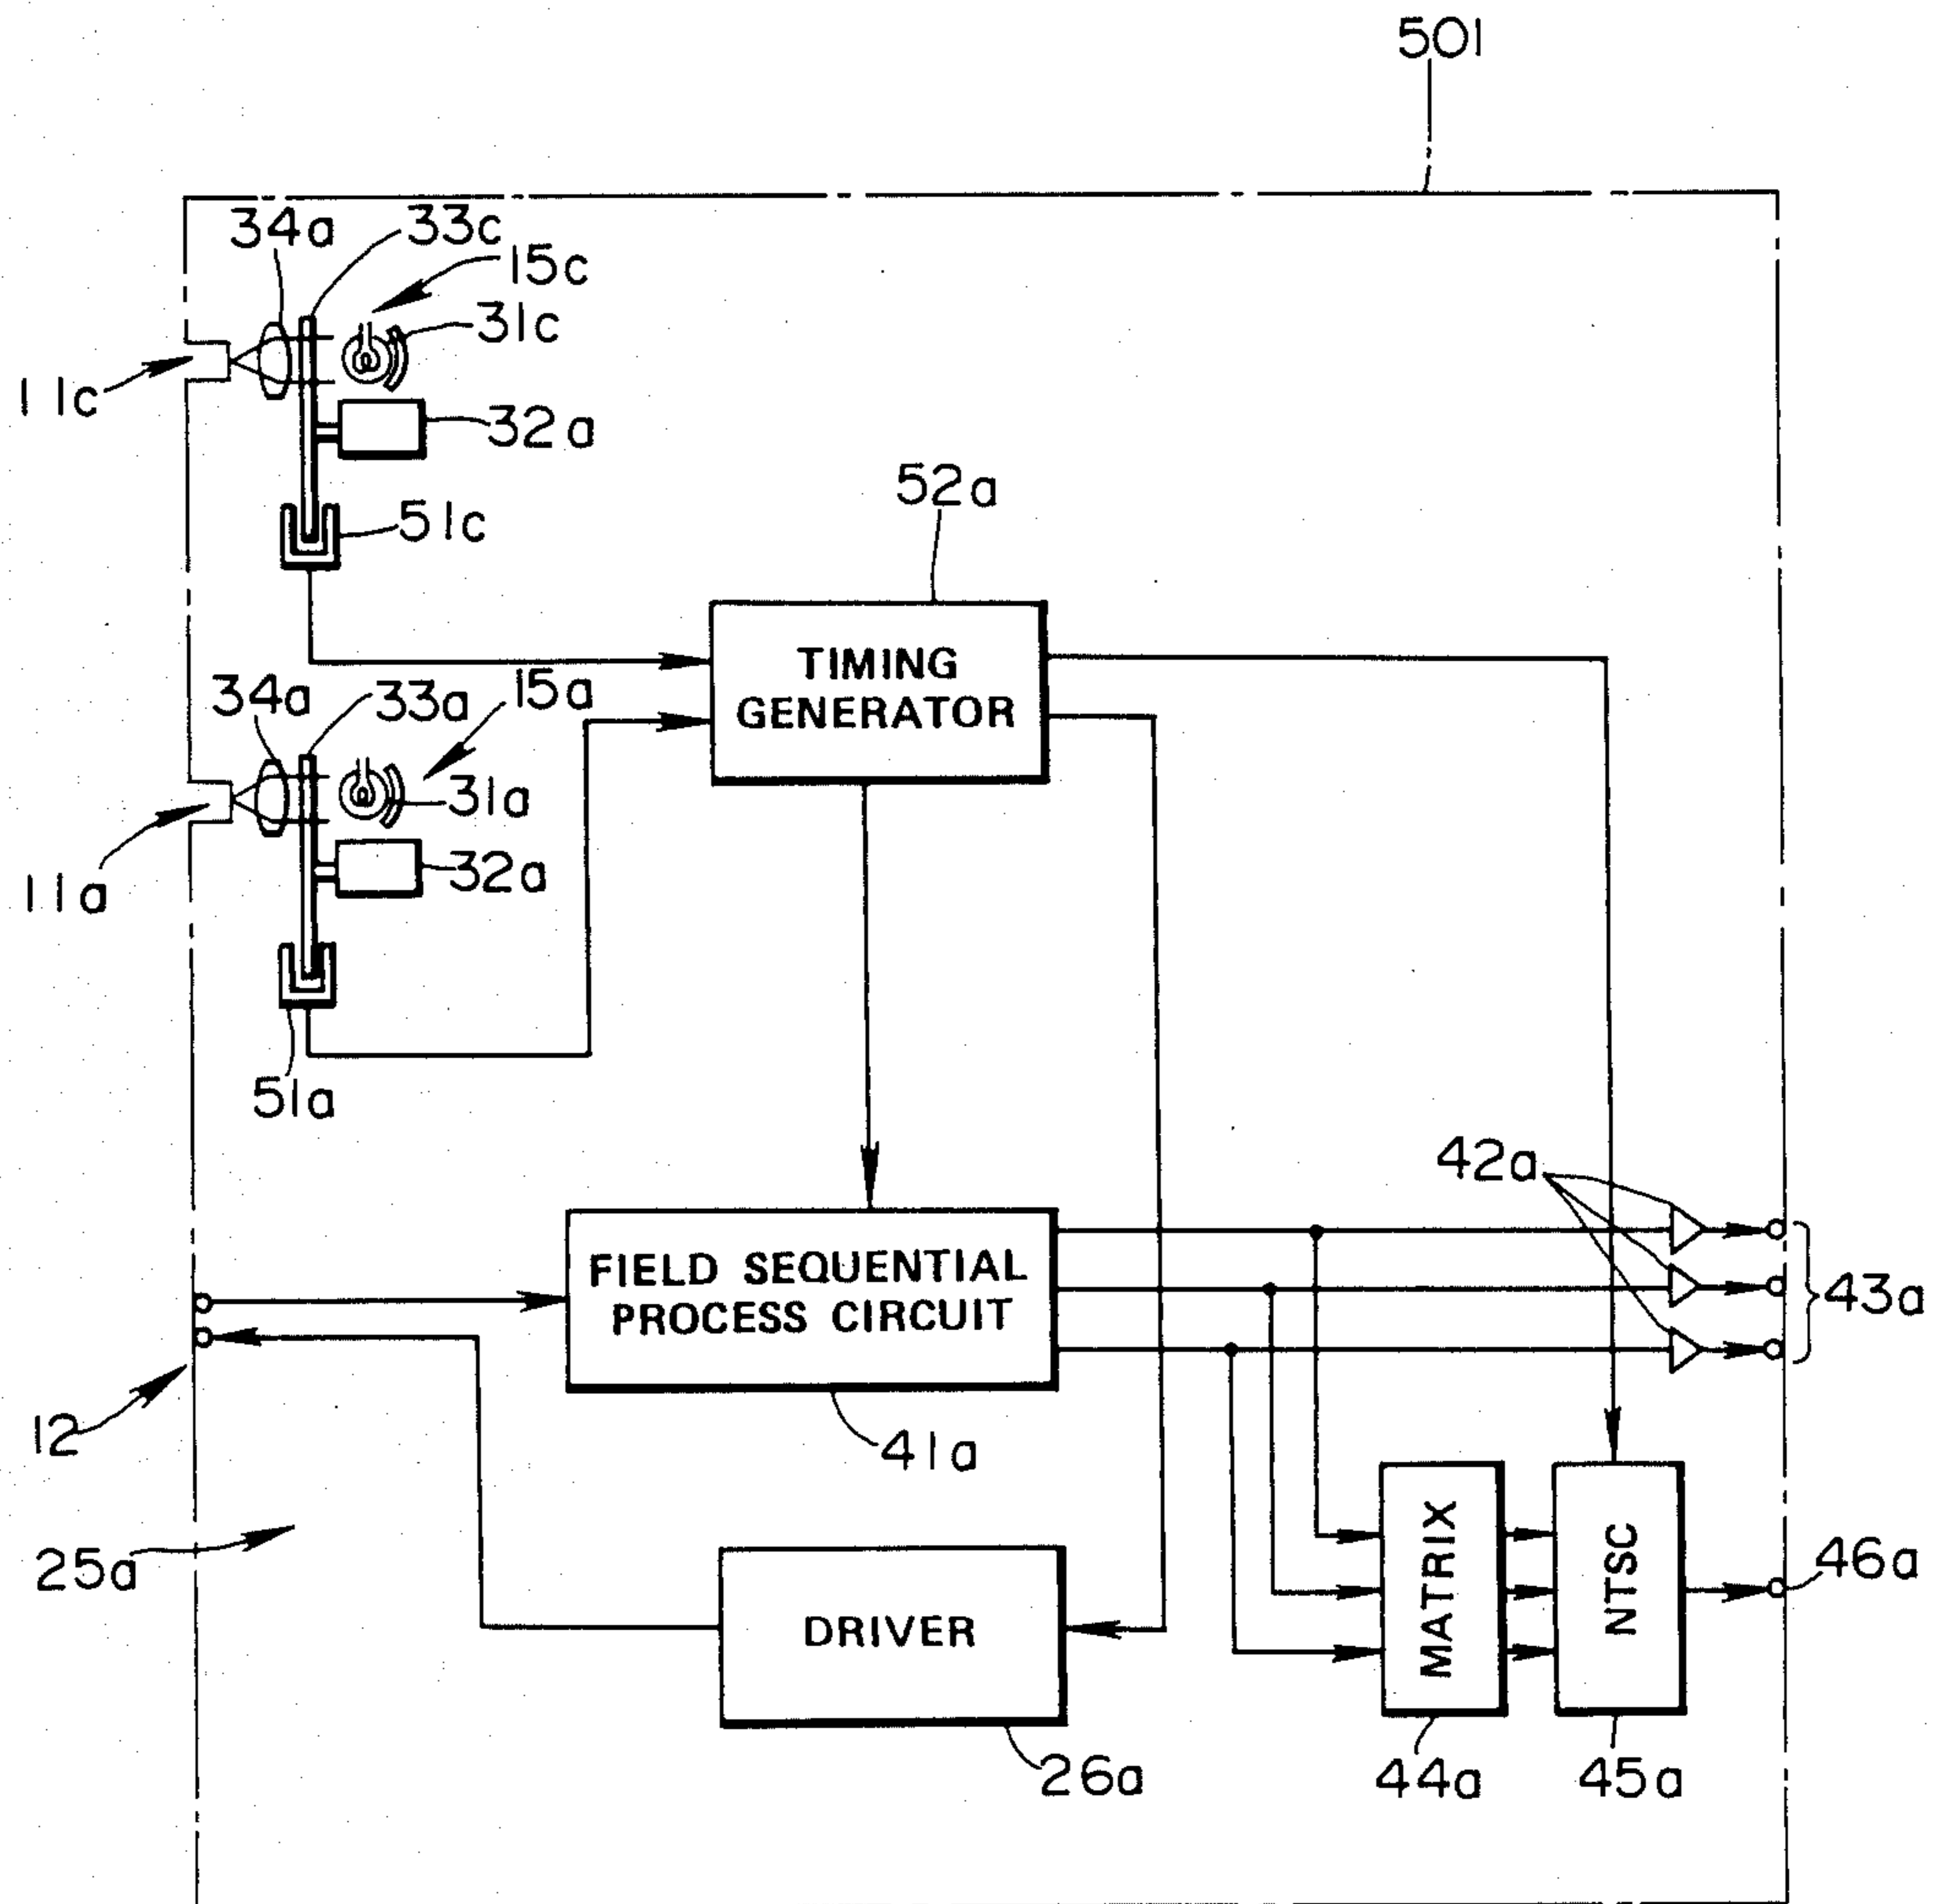 501
34a
33c
15c
31c
11c
32a
51c
52a
TIMING
GENERATOR
34a
33a
15a
31a
11a
32a
51a
42a
FIELD SEQUENTIAL
PROCESS CIRCUIT
43a
12
41a
25a
DRIVER
MATRIX
NTSC
46a
26a
44a
45a